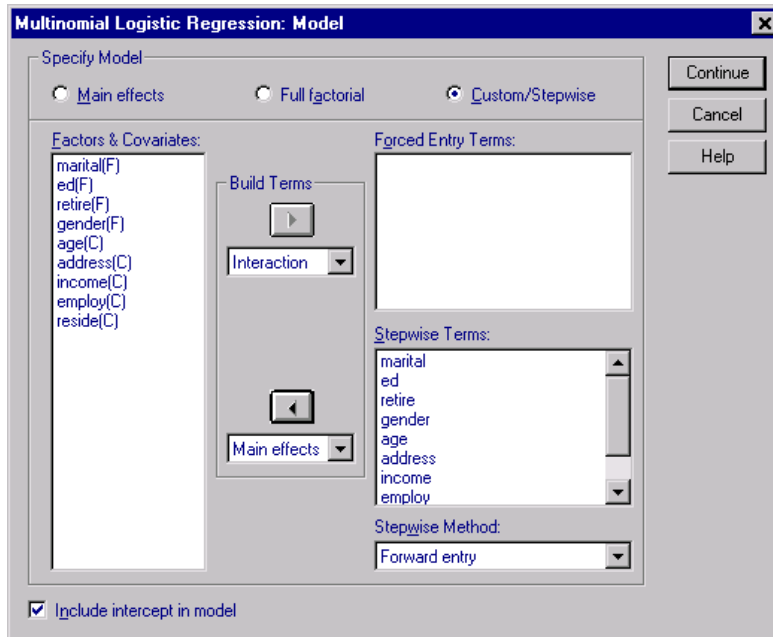 Multinomial Logistic Regression: Model
Specify Model
Main effects
Full factorial
Custom/Stepwise
Continue
Cancel
Help
Factors & Covariates:
marital(F)
ed(F)
retire(F)
gender(F)
age(C)
address(C)
income(C)
employ(C)
reside(C)
Build Terms
Interaction
Main effects
Forced Entry Terms:
Stepwise Terms:
marital
ed
retire
gender
age
address
income
employ
Stepwise Method:
Forward entry
Include intercept in model